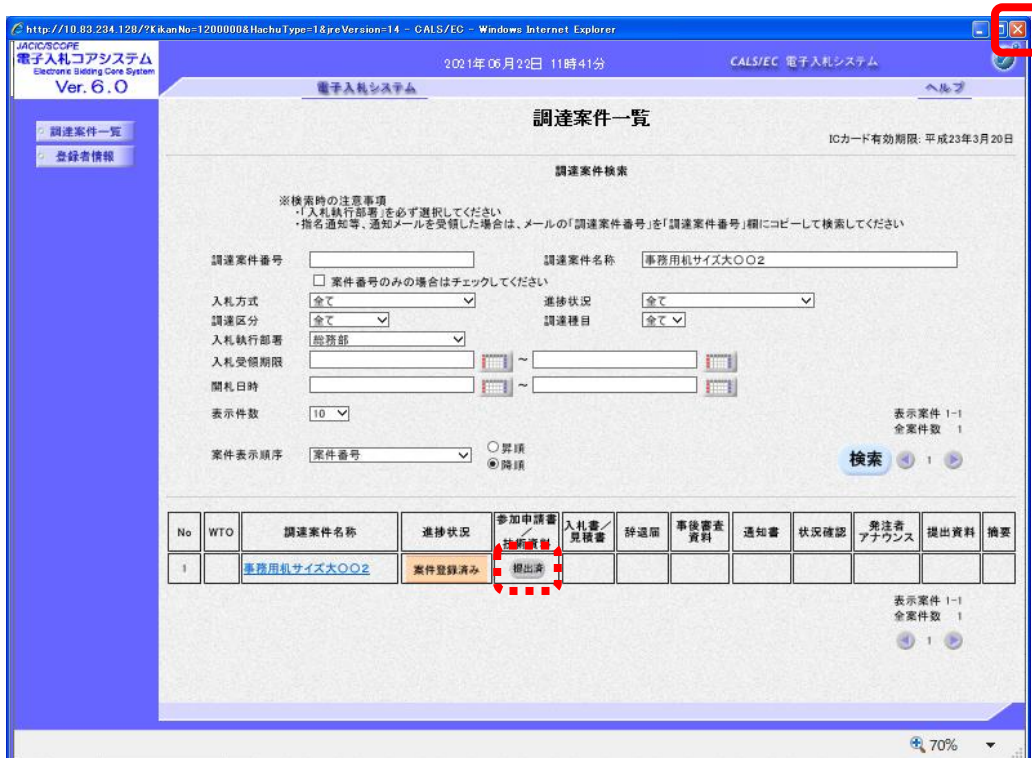 http://10.83.234.128/?KikanNo=1200000&HachuType=1&jreVersion=14 - CALS/EC - Windows Internet Explorer
JACIC/SCOPE
電子入札コアシステム
Electronic Bidding Core System
Ver. 6.0
2021年06月22日 11時41分
CALS/EC 電子入札システム
電子入札システム
ヘルプ
調達案件一覧
登録者情報
調達案件一覧
ICカード有効期限: 平成23年3月20日
調達案件検索
※検索時の注意事項
・「入札執行部署」を必ず選択してください
・指名通知等、通知メールを受領した場合は、メールの「調達案件番号」を「調達案件番号」欄にコピーして検索してください
調達案件番号
調達案件名称 事務用机サイズ大〇〇2
案件番号のみの場合はチェックしてください
入札方式 全て 進捗状況 全て
調達区分 全て 調達種目 全て
入札執行部署 総務部
入札受領期限 ~
開札日時 ~
表示件数 10
表示案件 1-1
全案件数 1
案件表示順序 案件番号
昇順
降順
検索 1
No WTO 調達案件名称 進捗状況 参加申請書/技術資料 入札書/見積書 辞退届 事後審査資料 通知書 状況確認 発注者アナウンス 提出資料 摘要
1 事務用机サイズ大〇〇2 案件登録済み 提出済
表示案件 1-1
全案件数 1
1
70%